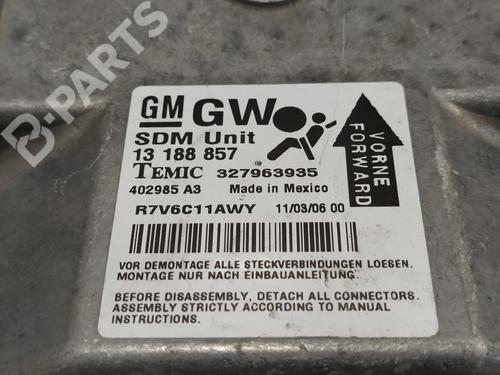 B-PARTS
GM GW
SDM Unit
13 188 857
TEMIC 327963935
402985 A3 Made in Mexico
R7V6C11AWY 11/03/06 00
VORNE
FORWARD
VOR DEMONTAGE ALLE STECKVERBINDUNGEN LOESEN.
MONTAGE NUR NACH EINBAUANLEITUNG.
BEFORE DISASSEMBLY, DETACH ALL CONNECTORS.
ASSEMBLY STRICTLY ACCORDING TO MANUAL
INSTRUCTIONS.